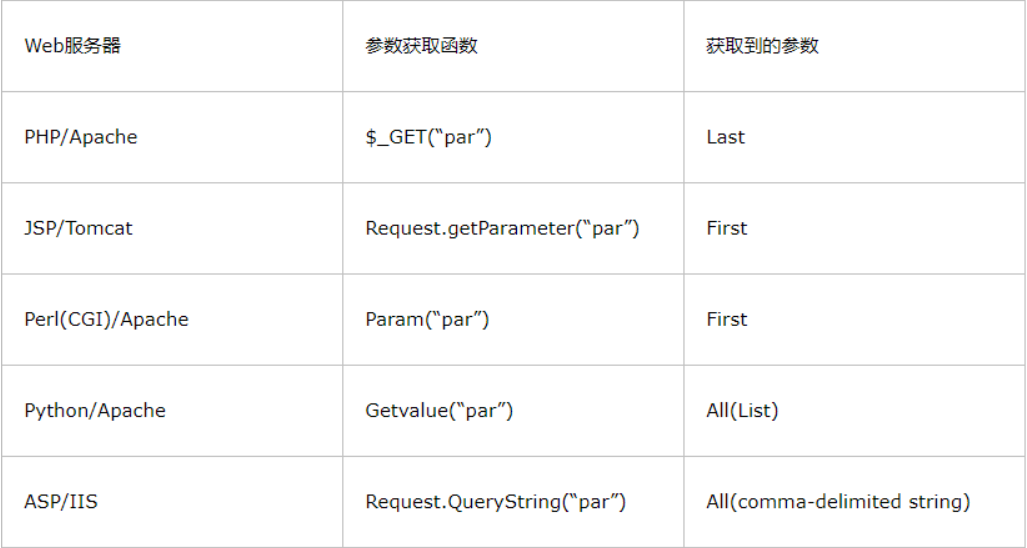 Web服务器 参数获取函数 获取到的参数
PHP/Apache $_GET(“par”) Last
JSP/Tomcat Request.getParameter(“par”) First
Perl(CGI)/Apache Param(“par”) First
Python/Apache Getvalue(“par”) All(List)
ASP/IIS Request.QueryString(“par”) All(comma-delimited string)